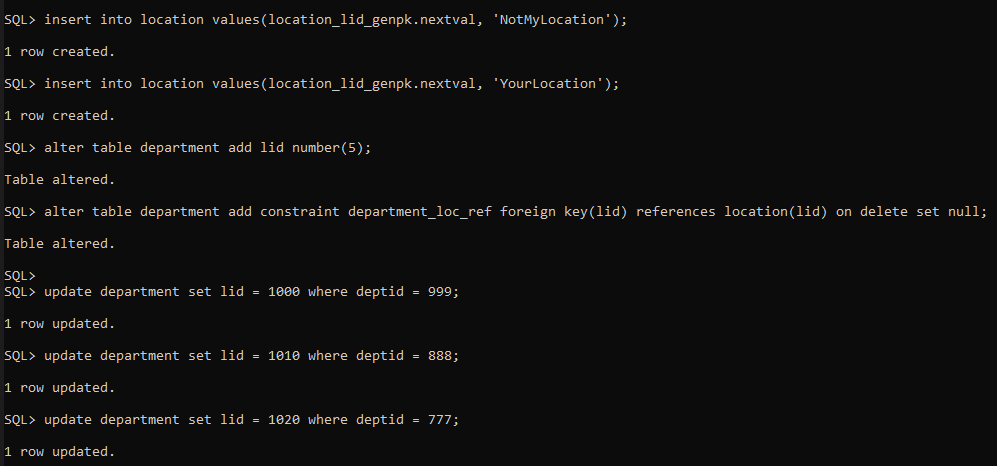 SQL> insert into location values(location_lid_genpk.nextval, 'NotMyLocation');
1 row created.
SQL> insert into location values(location_lid_genpk.nextval, 'YourLocation');
1 row created.
SQL> alter table department add lid number(5);
Table altered.
SQL> alter table department add constraint department_loc_ref foreign key(lid) references location(lid) on delete set null;
Table altered.
SQL>
SQL> update department set lid = 1000 where deptid = 999;
1 row updated.
SQL> update department set lid = 1010 where deptid = 888;
1 row updated.
SQL> update department set lid = 1020 where deptid = 777;
1 row updated.